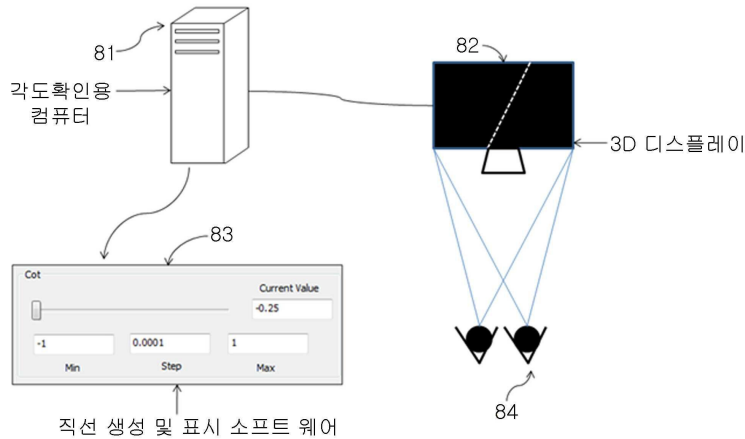 81
82
각도확인용
컴퓨터
3D 디스플레이
83
Cot
Current Value
-0.25
-1
0.0001
1
Min
Step
Max
84
직선 생성 및 표시 소프트 웨어